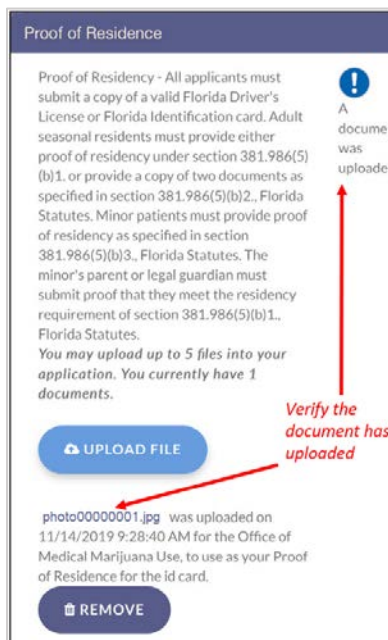 Proof of Residence
Proof of Residency - All applicants must
submit a copy of a valid Florida Driver's
License or Florida Identification card. Adult
seasonal residents must provide either
proof of residency under section 381.986(5)
(b)1. or provide a copy of two documents as
specified in section 381.986(5)(b)2., Florida
Statutes. Minor patients must provide proof
of residency as specified in section
381.986(5)(b)3., Florida Statutes. The
minor's parent or legal guardian must
submit proof that they meet the residency
requirement of section 381.986(5)(b)1.,
Florida Statutes.
You may upload up to 5 files into your
application. You currently have 1
documents.
A
docume
was
uploade
Verify the
document has
uploaded
UPLOAD FILE
photo00000001.jpg was uploaded on
11/14/2019 9:28:40 AM for the Office of
Medical Marijuana Use, to use as your Proof
of Residence for the id card.
REMOVE